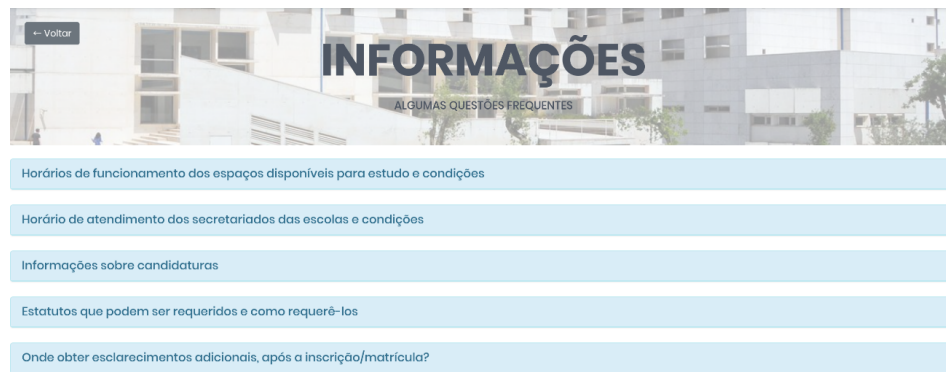 ← Voltar
INFORMAÇÕES
ALGUMAS QUESTÕES FREQUENTES
Horários de funcionamento dos espaços disponíveis para estudo e condições
Horário de atendimento dos secretariados das escolas e condições
Informações sobre candidaturas
Estatutos que podem ser requeridos e como requerê-los
Onde obter esclarecimentos adicionais, após a inscrição/matrícula?